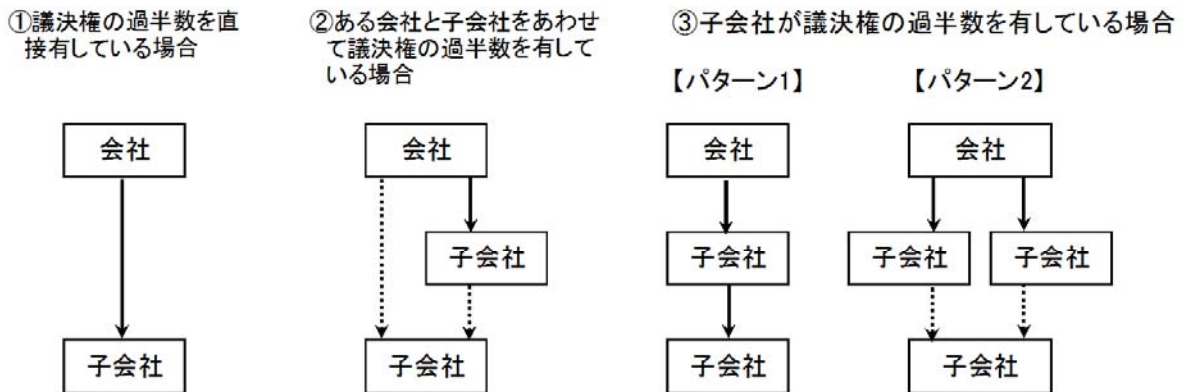 ①議決権の過半数を直
接有している場合
②ある会社と子会社をあわせ
て議決権の過半数を有して
いる場合
③子会社が議決権の過半数を有している場合
【パターン1】
【パターン2】
会社
会社
会社
会社
子会社
子会社
子会社
子会社
子会社
子会社
子会社
子会社